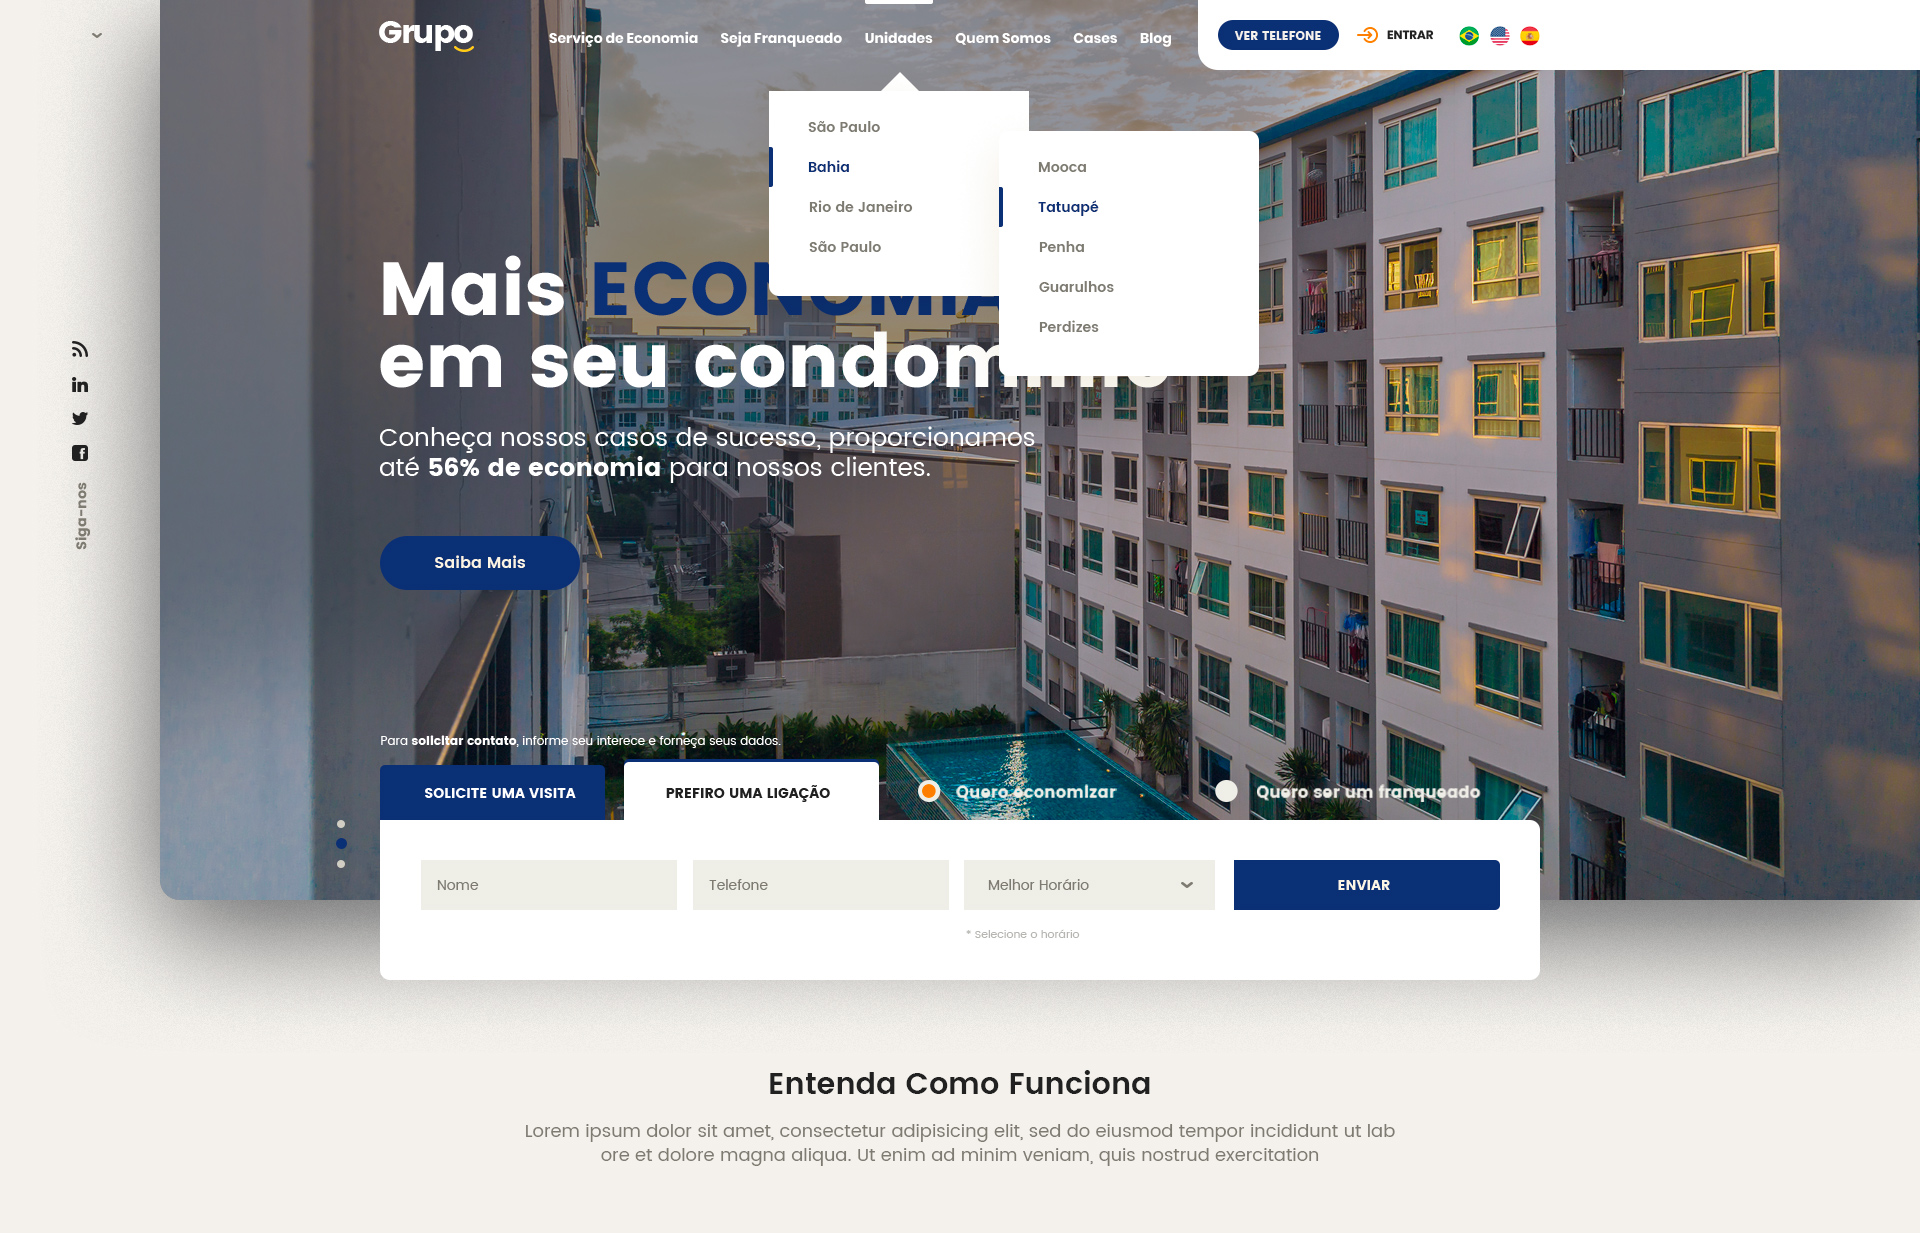 Grupo
Serviço de Economia
Seja Franqueado
Unidades
Quem Somos
Cases
Blog
VER TELEFONE
ENTRAR
São Paulo
Bahia
Rio de Janeiro
São Paulo
Mooca
Tatuapé
Penha
Guarulhos
Perdizes
Mais ECONOMIA
em seu condomínio
Conheça nossos casos de sucesso, proporcionamos
até 56% de economia para nossos clientes.
Saiba Mais
Siga-nos
Para solicitar contato, informe seu interece e forneça seus dados.
SOLICITE UMA VISITA
PREFIRO UMA LIGAÇÃO
Quero economizar
Quero ser um franqueado
Nome
Telefone
Melhor Horário
ENVIAR
* Selecione o horário
Entenda Como Funciona
Lorem ipsum dolor sit amet, consectetur adipisicing elit, sed do eiusmod tempor incididunt ut lab
ore et dolore magna aliqua. Ut enim ad minim veniam, quis nostrud exercitation